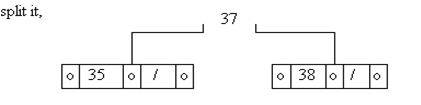 split it,
37
o 35 o / o
o 38 o / o